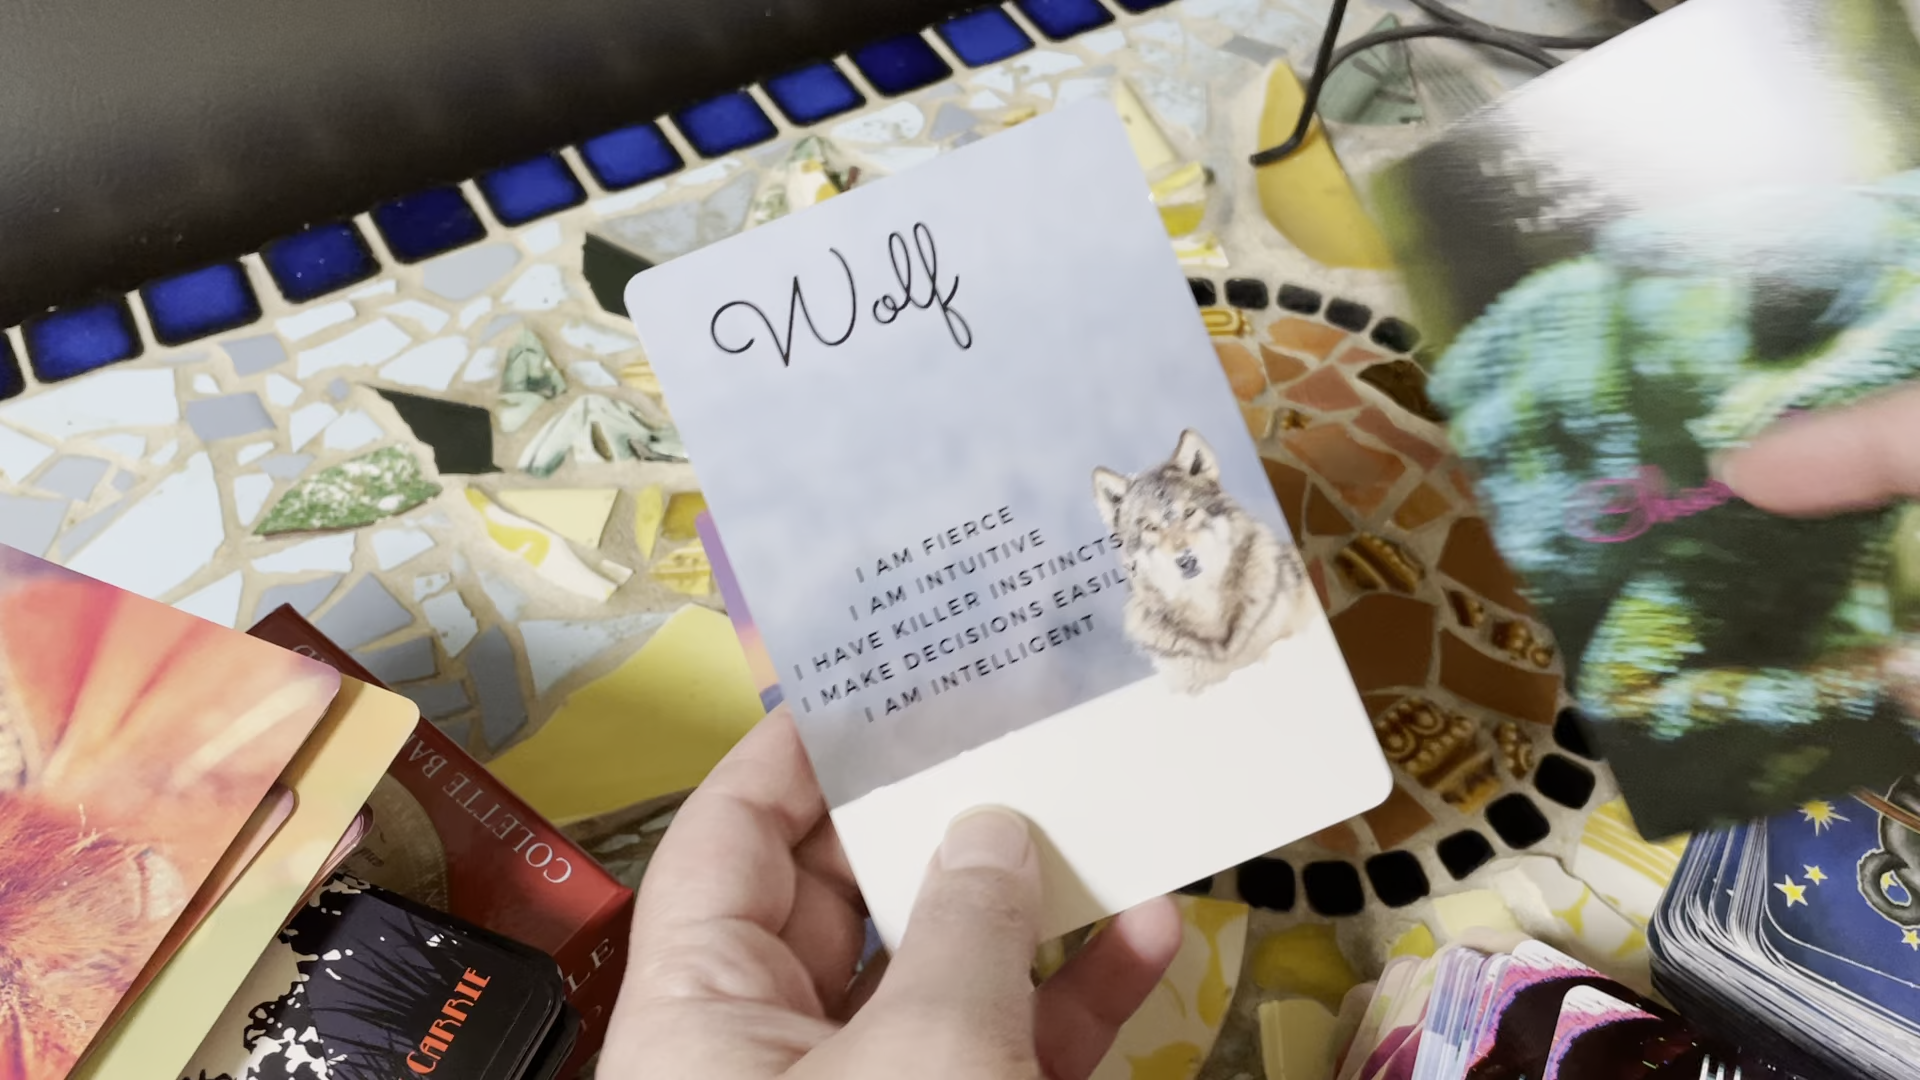 Wolf
I AM FIERCE
I AM INTUITIVE
I HAVE KILLER INSTINCTS
I MAKE DECISIONS EASILY
I AM INTELLIGENT
COLETTE BA
CARRIE